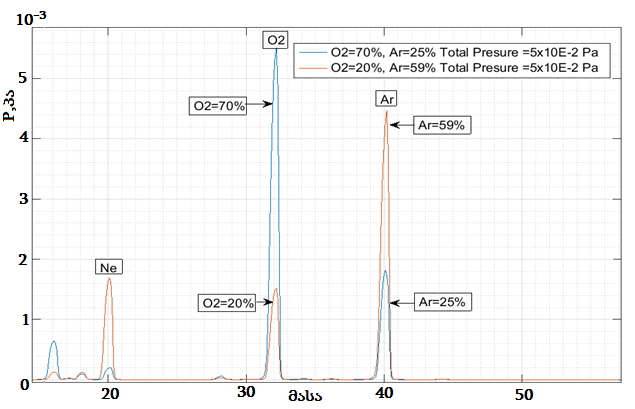 10⁻³
O2
O2=70%, Ar=25% Total Presure =5x10E-2 Pa
O2=20%, Ar=59% Total Presure =5x10E-2 Pa
5
P,პა
O2=70%
Ar
Ar=59%
4
3
2
Ne
O2=20%
Ar=25%
1
0
20
30
მასა
40
50